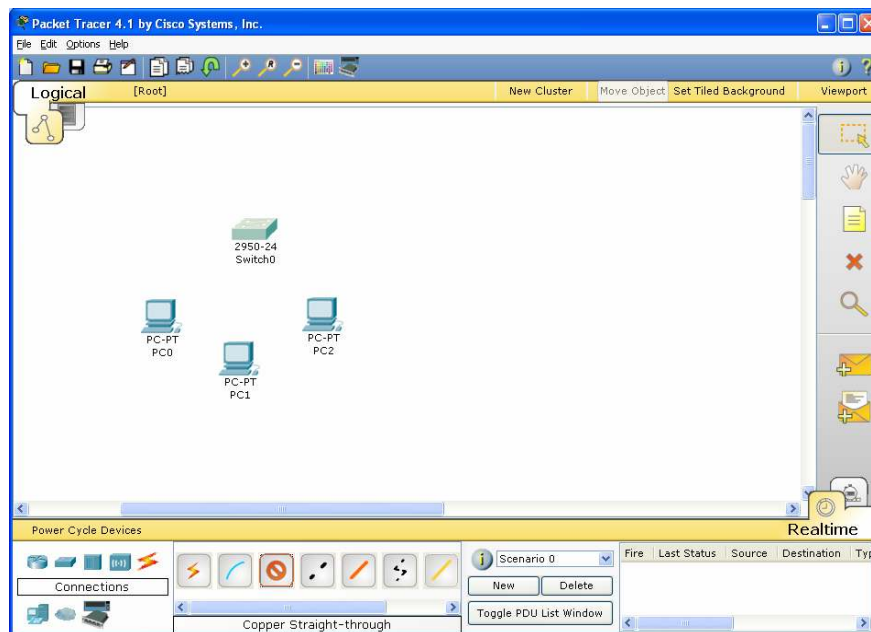 Packet Tracer 4.1 by Cisco Systems, Inc.
File Edit Options Help
Logical [Root] New Cluster Move Object Set Tiled Background Viewport
2950-24
Switch0
PC-PT
PC0
PC-PT
PC2
PC-PT
PC1
Power Cycle Devices Realtime
Scenario 0
Fire Last Status Source Destination Typ
Connections
New Delete
Toggle PDU List Window
Copper Straight-through